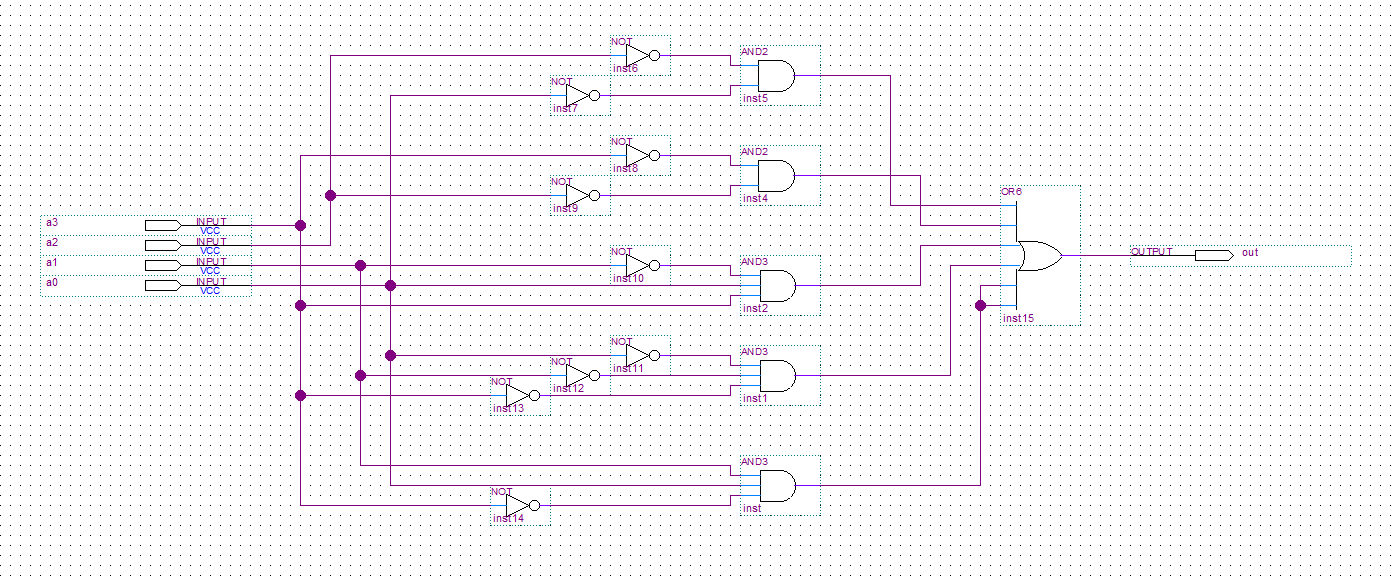 NOT
inst6
AND2
inst5
NOT
inst7
NOT
inst8
AND2
inst4
NOT
inst9
OR6
a3
INPUT
VCC
a2
INPUT
VCC
a1
INPUT
VCC
a0
INPUT
VCC
NOT
inst10
AND3
inst2
OUTPUT
out
inst15
NOT
inst11
AND3
inst1
NOT
inst12
NOT
inst13
AND3
inst
NOT
inst14